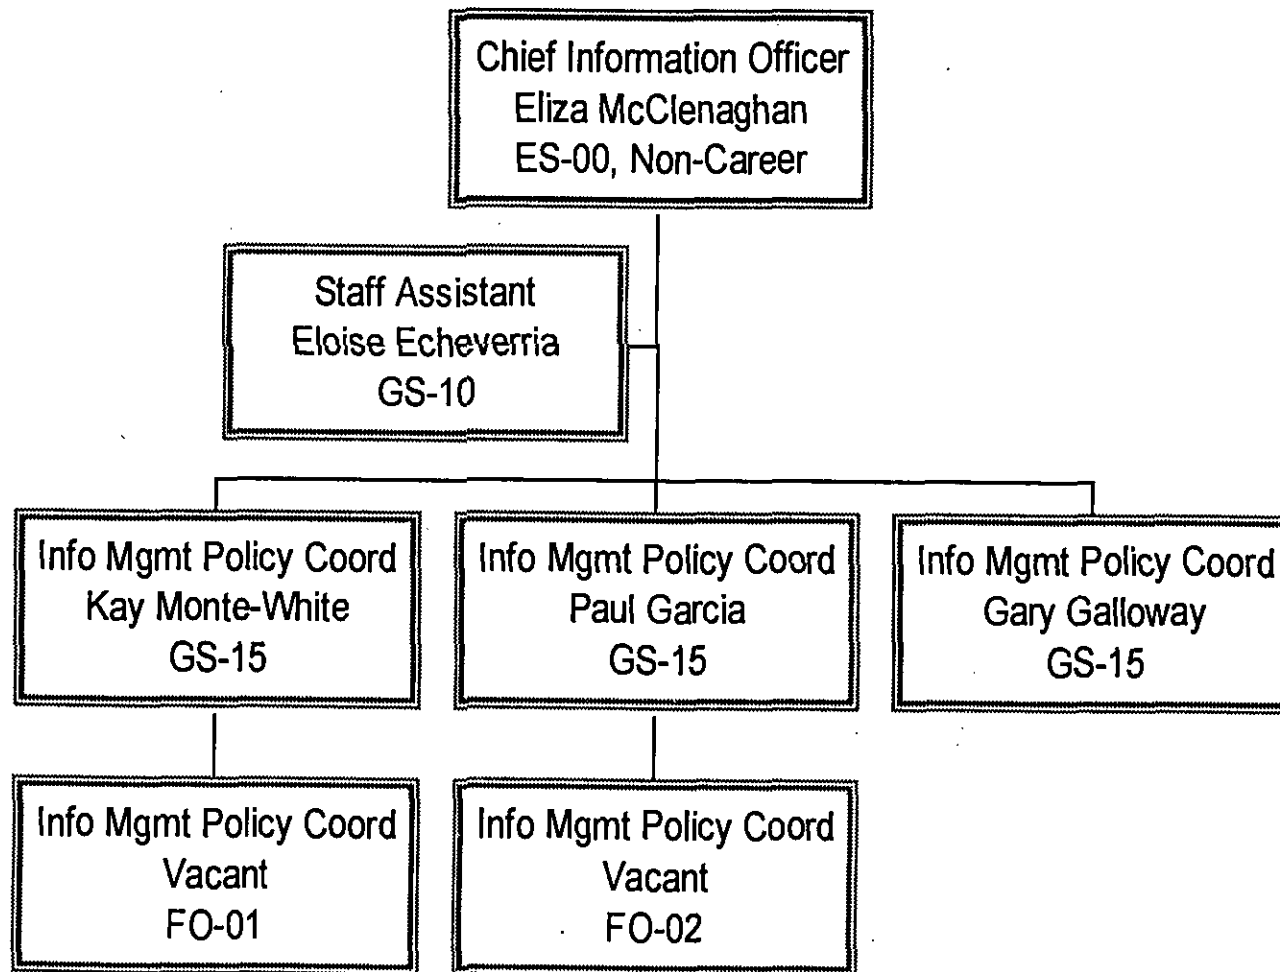 Chief Information Officer
Eliza McClenaghan
ES-00, Non-Career
Staff Assistant
Eloise Echeverria
GS-10
Info Mgmt Policy Coord
Kay Monte-White
GS-15
Info Mgmt Policy Coord
Paul Garcia
GS-15
Info Mgmt Policy Coord
Gary Galloway
GS-15
Info Mgmt Policy Coord
Vacant
FO-01
Info Mgmt Policy Coord
Vacant
FO-02